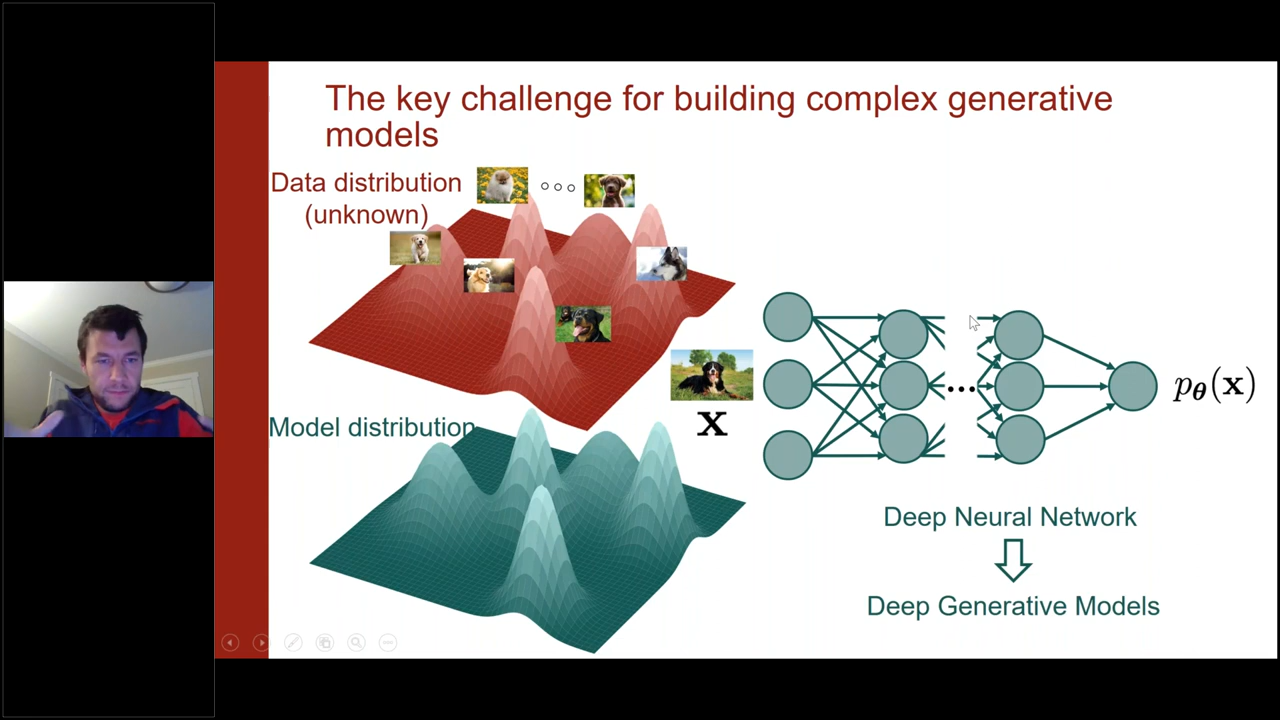 The key challenge for building complex generative
models
Data distribution
(unknown)
Model distribution
x
...
pθ(x)
Deep Neural Network
Deep Generative Models